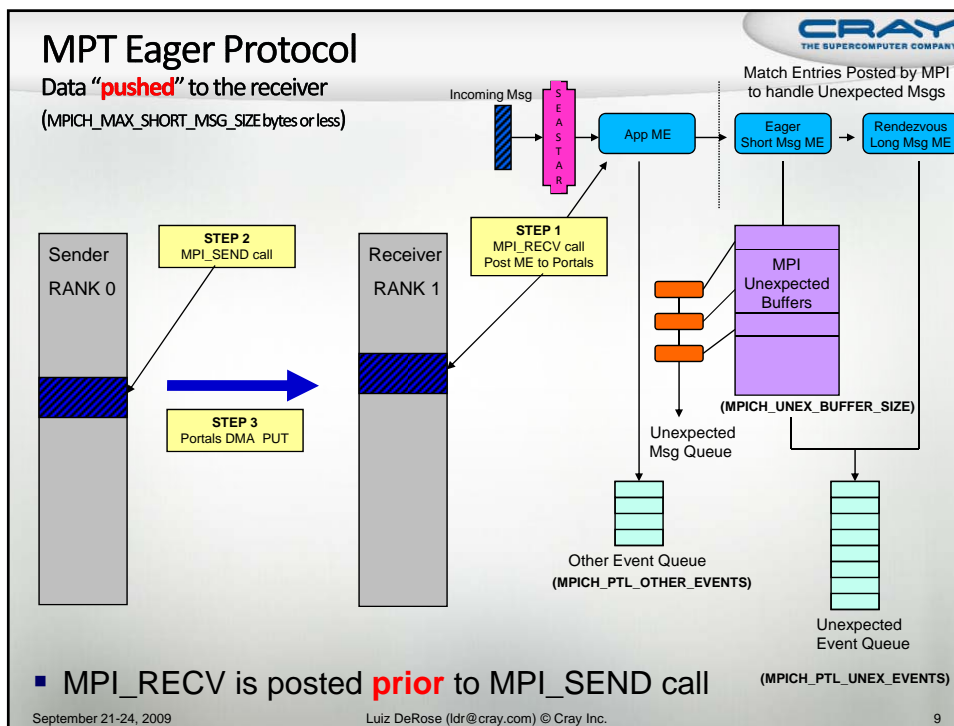 MPT Eager Protocol
Data “pushed” to the receiver
(MPICH_MAX_SHORT_MSG_SIZE bytes or less)
CRAY
THE SUPERCOMPUTER COMPANY
Match Entries Posted by MPI
to handle Unexpected Msgs
Incoming Msg
SEASTAR
App ME
Eager
Short Msg ME
Rendezvous
Long Msg ME
STEP 1
MPI_RECV call
Post ME to Portals
STEP 2
MPI_SEND call
Sender
RANK 0
Receiver
RANK 1
MPI
Unexpected
Buffers
STEP 3
Portals DMA PUT
(MPICH_UNEX_BUFFER_SIZE)
Unexpected
Msg Queue
Other Event Queue
(MPICH_PTL_OTHER_EVENTS)
Unexpected
Event Queue
(MPICH_PTL_UNEX_EVENTS)
▪ MPI_RECV is posted prior to MPI_SEND call
September 21-24, 2009
Luiz DeRose (ldr@cray.com) © Cray Inc.
9